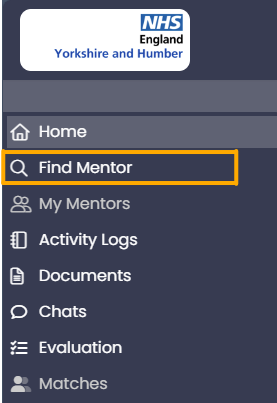 NHS
England
Yorkshire and Humber
Home
Find Mentor
My Mentors
Activity Logs
Documents
Chats
Evaluation
Matches